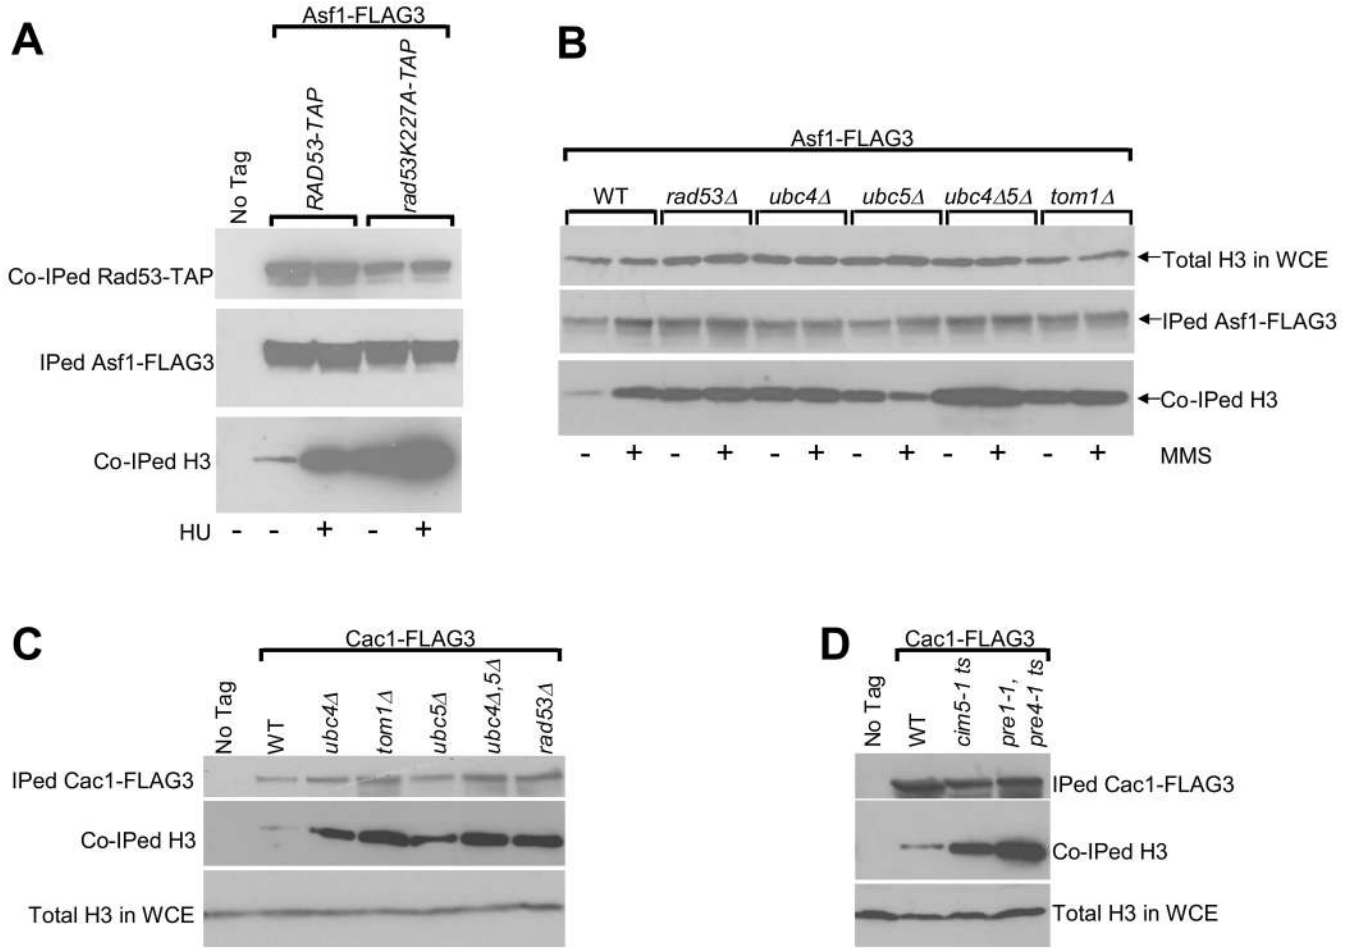 A
Asf1-FLAG3
No Tag
RAD53-TAP
rad53K227A-TAP
Co-IPed Rad53-TAP
IPed Asf1-FLAG3
Co-IPed H3
HU - - + - +
B
Asf1-FLAG3
WT rad53Δ ubc4Δ ubc5Δ ubc4Δ5Δ tom1Δ
Total H3 in WCE
IPed Asf1-FLAG3
Co-IPed H3
- + - + - + - + - + - + MMS
C
Cac1-FLAG3
No Tag
WT
ubc4Δ
tom1Δ
ubc5Δ
ubc4Δ,5Δ
rad53Δ
IPed Cac1-FLAG3
Co-IPed H3
Total H3 in WCE
D
Cac1-FLAG3
No Tag
WT
cim5-1 ts
pre1-1,
pre4-1 ts
IPed Cac1-FLAG3
Co-IPed H3
Total H3 in WCE